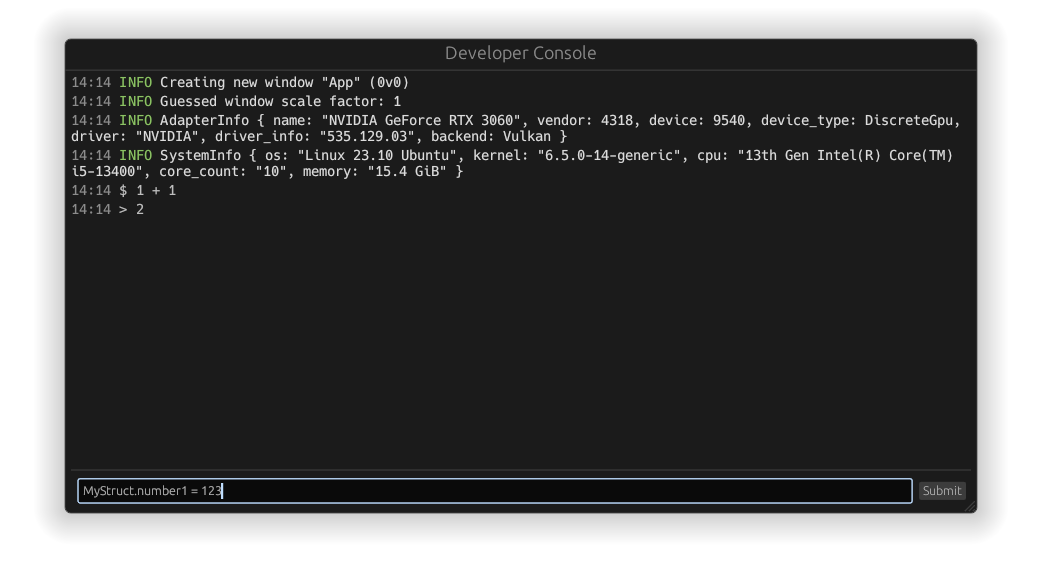 Developer Console
14:14 INFO Creating new window "App" (0v0)
14:14 INFO Guessed window scale factor: 1
14:14 INFO AdapterInfo { name: "NVIDIA GeForce RTX 3060", vendor: 4318, device: 9540, device_type: DiscreteGpu,
driver: "NVIDIA", driver_info: "535.129.03", backend: Vulkan }
14:14 INFO SystemInfo { os: "Linux 23.10 Ubuntu", kernel: "6.5.0-14-generic", cpu: "13th Gen Intel(R) Core(TM)
i5-13400", core_count: "10", memory: "15.4 GiB" }
14:14 $ 1 + 1
14:14 > 2
MyStruct.number1 = 123
Submit